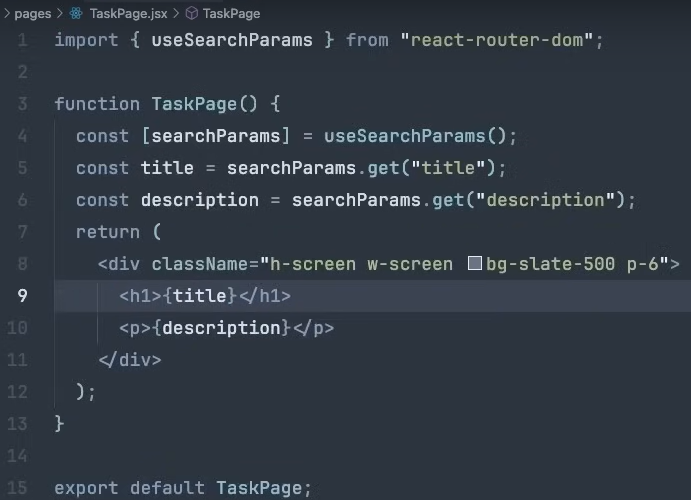 pages > TaskPage.jsx > TaskPage
1 import { useSearchParams } from "react-router-dom";
2
3 function TaskPage() {
4   const [searchParams] = useSearchParams();
5   const title = searchParams.get("title");
6   const description = searchParams.get("description");
7   return (
8     <div className="h-screen w-screen bg-slate-500 p-6">
9       <h1>{title}</h1>
10       <p>{description}</p>
11     </div>
12   );
13 }
14
15 export default TaskPage;